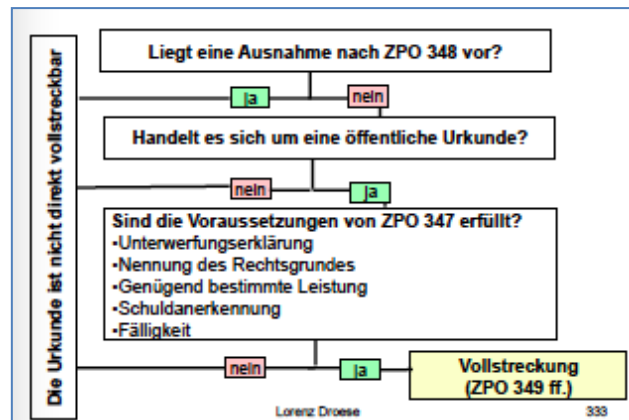 Die Urkunde ist nicht direkt vollstreckbar
Liegt eine Ausnahme nach ZPO 348 vor?
ja
nein
Handelt es sich um eine öffentliche Urkunde?
nein
ja
Sind die Voraussetzungen von ZPO 347 erfüllt?
•Unterwerfungserklärung
•Nennung des Rechtsgrundes
•Genügend bestimmte Leistung
•Schuldanerkennung
•Fälligkeit
nein
ja
Vollstreckung
(ZPO 349 ff.)
Lorenz Droese
333